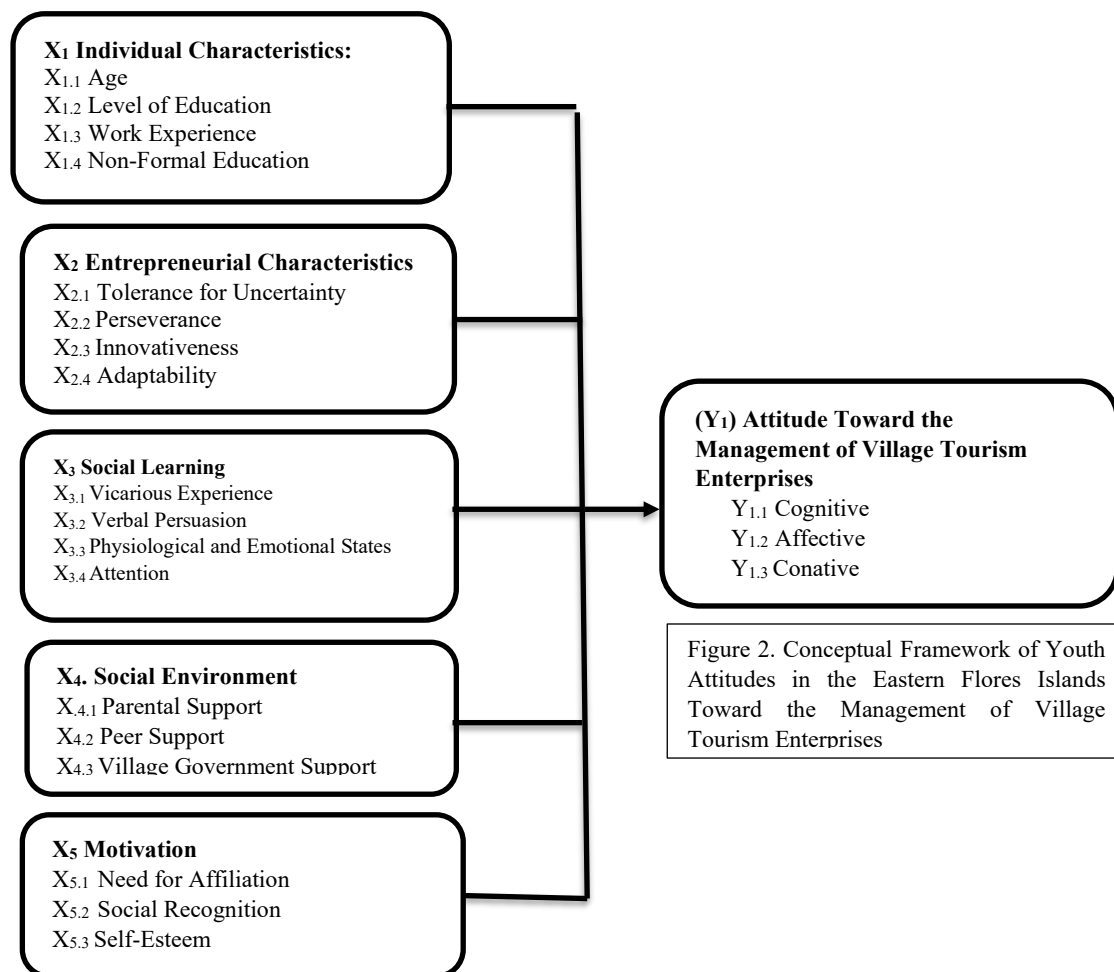 X1 Individual Characteristics:
X1.1 Age
X1.2 Level of Education
X1.3 Work Experience
X1.4 Non-Formal Education
X2 Entrepreneurial Characteristics
X2.1 Tolerance for Uncertainty
X2.2 Perseverance
X2.3 Innovativeness
X2.4 Adaptability
X3 Social Learning
X3.1 Vicarious Experience
X3.2 Verbal Persuasion
X3.3 Physiological and Emotional States
X3.4 Attention
X4. Social Environment
X.4.1 Parental Support
X4.2 Peer Support
X4.3 Village Government Support
X5 Motivation
X5.1 Need for Affiliation
X5.2 Social Recognition
X5.3 Self-Esteem
(Y1) Attitude Toward the
Management of Village Tourism
Enterprises
Y1.1 Cognitive
Y1.2 Affective
Y1.3 Conative
Figure 2. Conceptual Framework of Youth
Attitudes in the Eastern Flores Islands
Toward the Management of Village
Tourism Enterprises